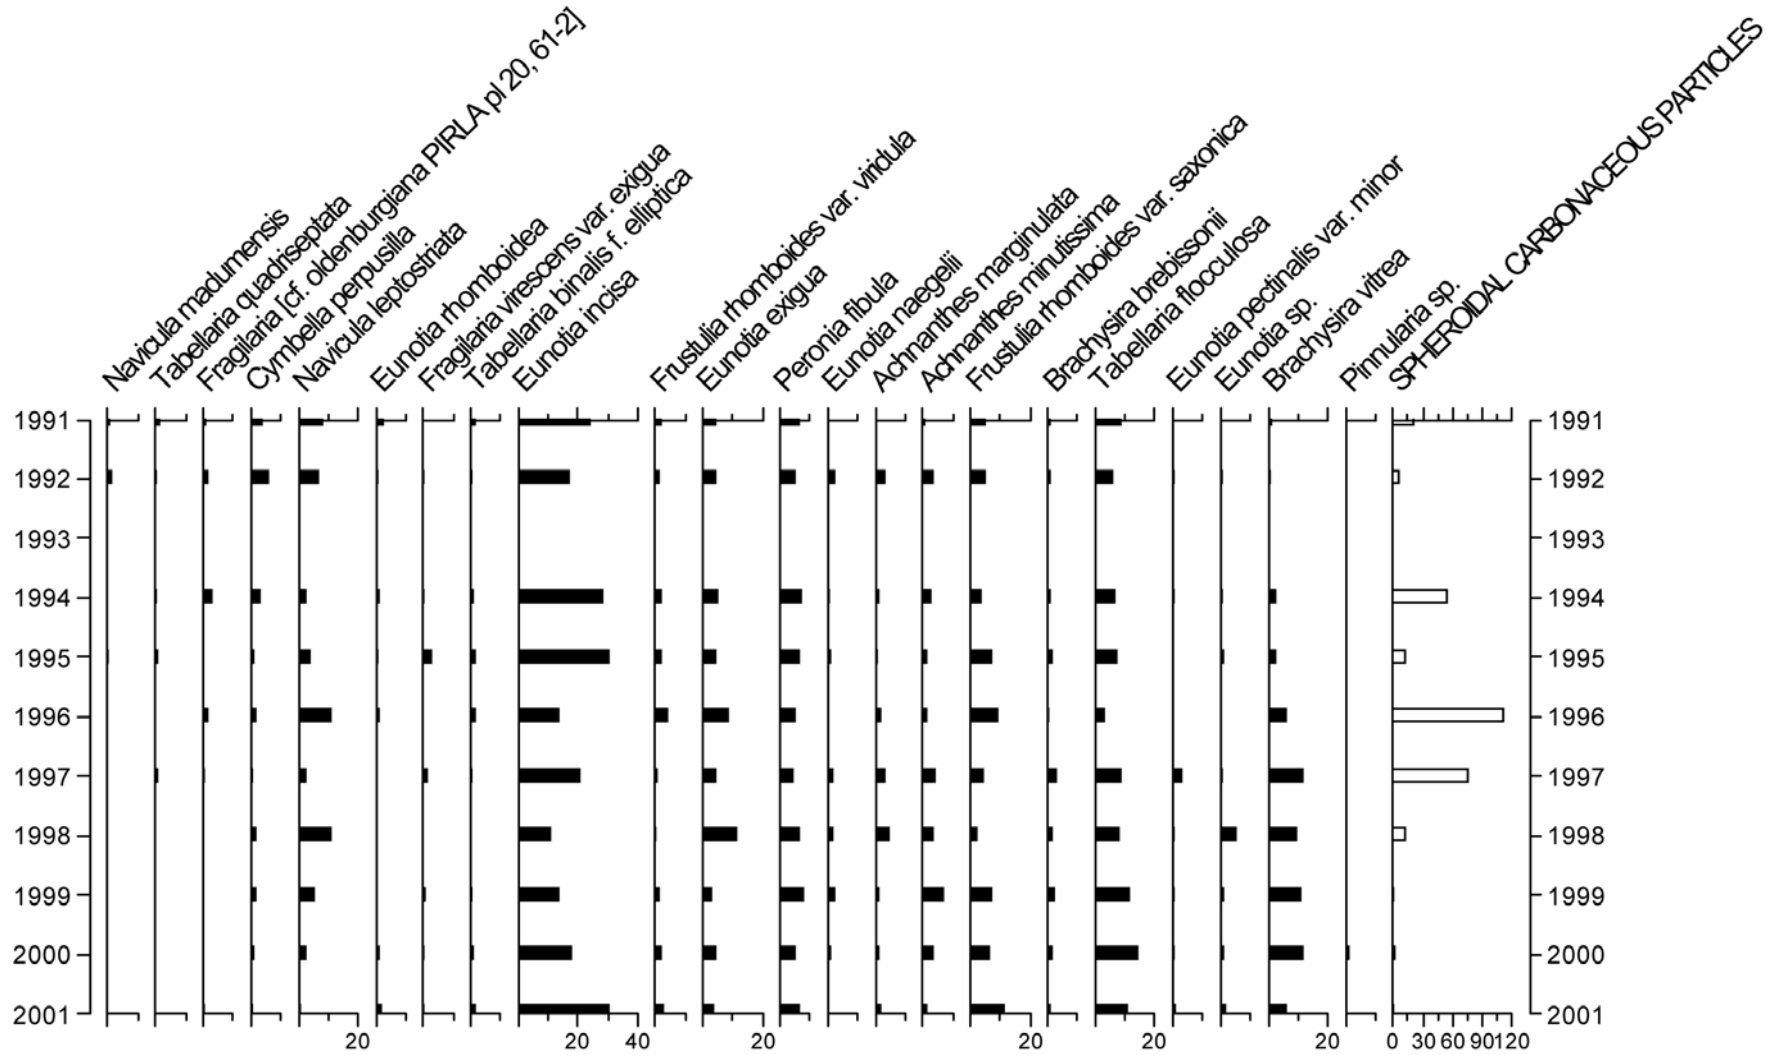 Navicula madumensis
Tabellaria quadriseptata
Fragilaria [cf. oldenburgiana PIRLA pl 20, 61-2]
Cymbella perpusilla
Navicula leptostriata
Eunotia rhomboidea
Fragilaria virescens var. exigua
Tabellaria binalis f. elliptica
Eunotia incisa
Frustulia rhomboides var. viridula
Eunotia exigua
Peronia fibula
Eunotia naegelii
Achnanthes marginulata
Achnanthes minutissima
Frustulia rhomboides var. saxonica
Brachysira brebissonii
Tabellaria flocculosa
Eunotia pectinalis var. minor
Eunotia sp.
Brachysira vitrea
Pinnularia sp.
SPHEROIDAL CARBONACEOUS PARTICLES
1991 1991
1992 1992
1993 1993
1994 1994
1995 1995
1996 1996
1997 1997
1998 1998
1999 1999
2000 2000
2001 2001
20 20 40 20 20 20 20 0 30 60 90 120